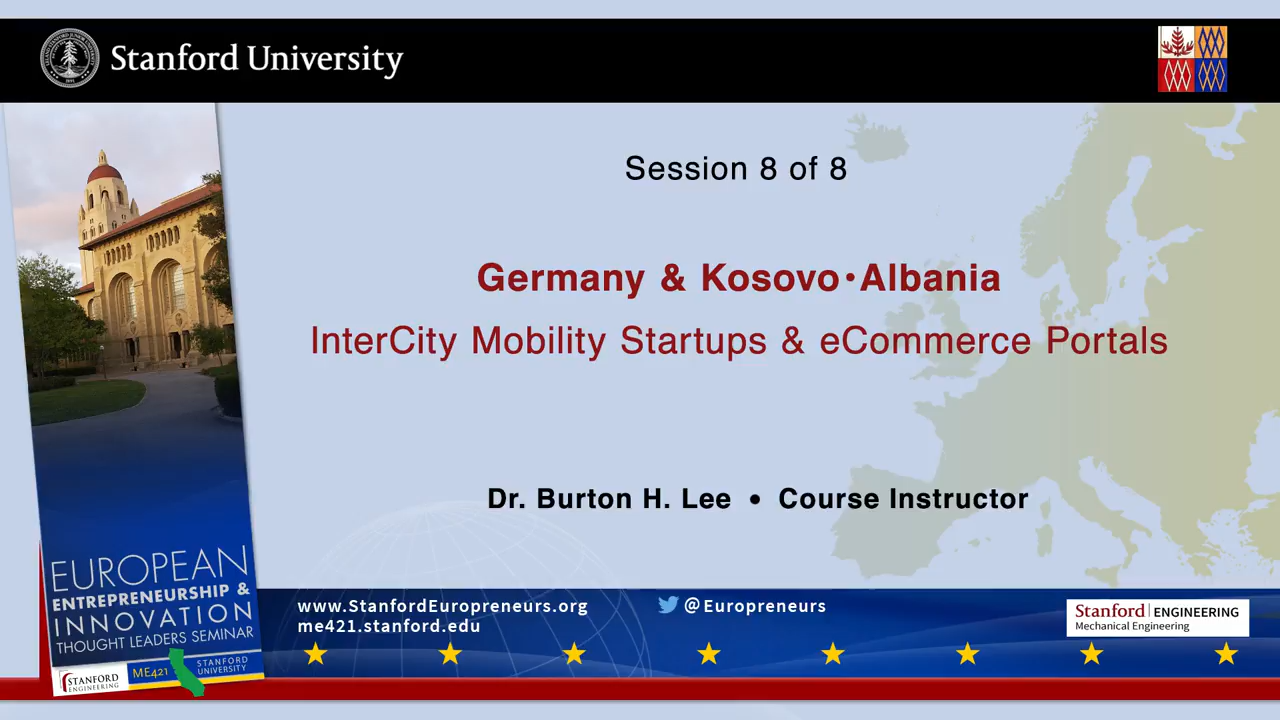 Stanford University
Session 8 of 8
Germany & Kosovo•Albania
InterCity Mobility Startups & eCommerce Portals
Dr. Burton H. Lee • Course Instructor
EUROPEAN
ENTREPRENEURSHIP &
INNOVATION
THOUGHT LEADERS SEMINAR
STANFORD
ENGINEERING
ME421
STANFORD
UNIVERSITY
www.StanfordEuropreneurs.org
me421.stanford.edu
@Europreneurs
Stanford | ENGINEERING
Mechanical Engineering